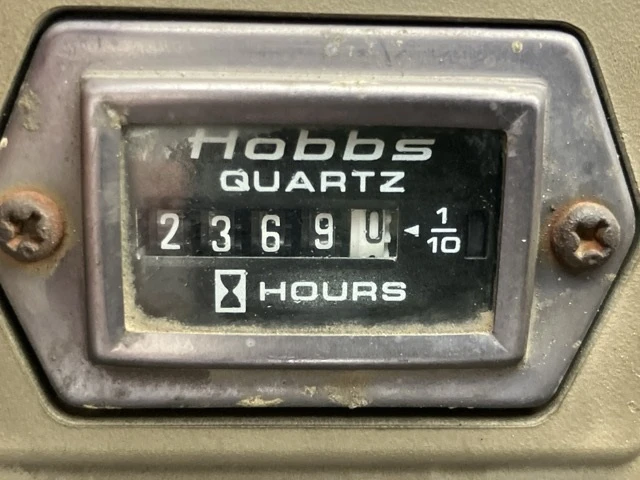 Hobbs
QUARTZ
23690 ◄ 1/10
HOURS